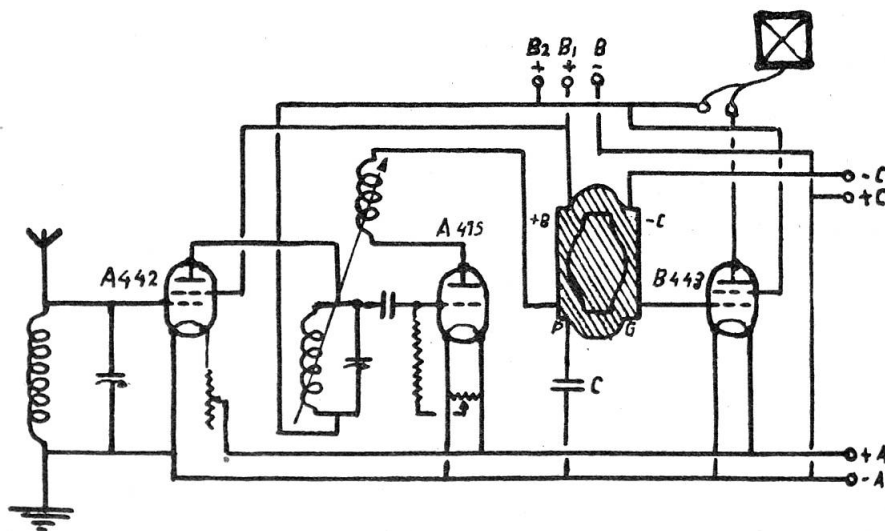 B2 B1 B
+ + -
- C
+ C
+B -C
A 415
A442
B443
P G
C
+ A
- A